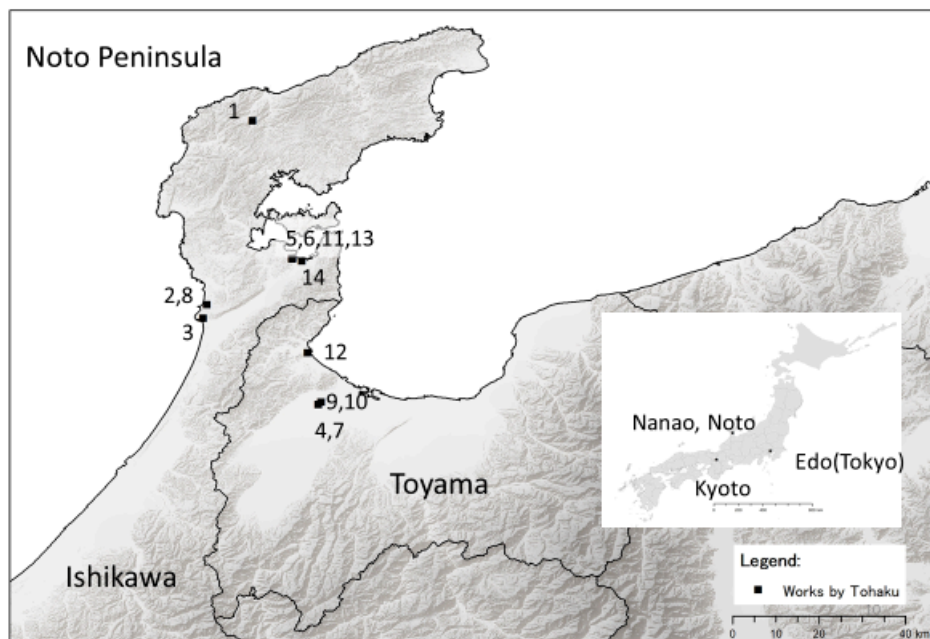 Noto Peninsula
1
5,6,11,13
14
2,8
3
12
9,10
4,7
Toyama
Ishikawa
Nanao, Noto
Edo(Tokyo)
Kyoto
Legend:
Works by Tohaku
0 10 20 40 km